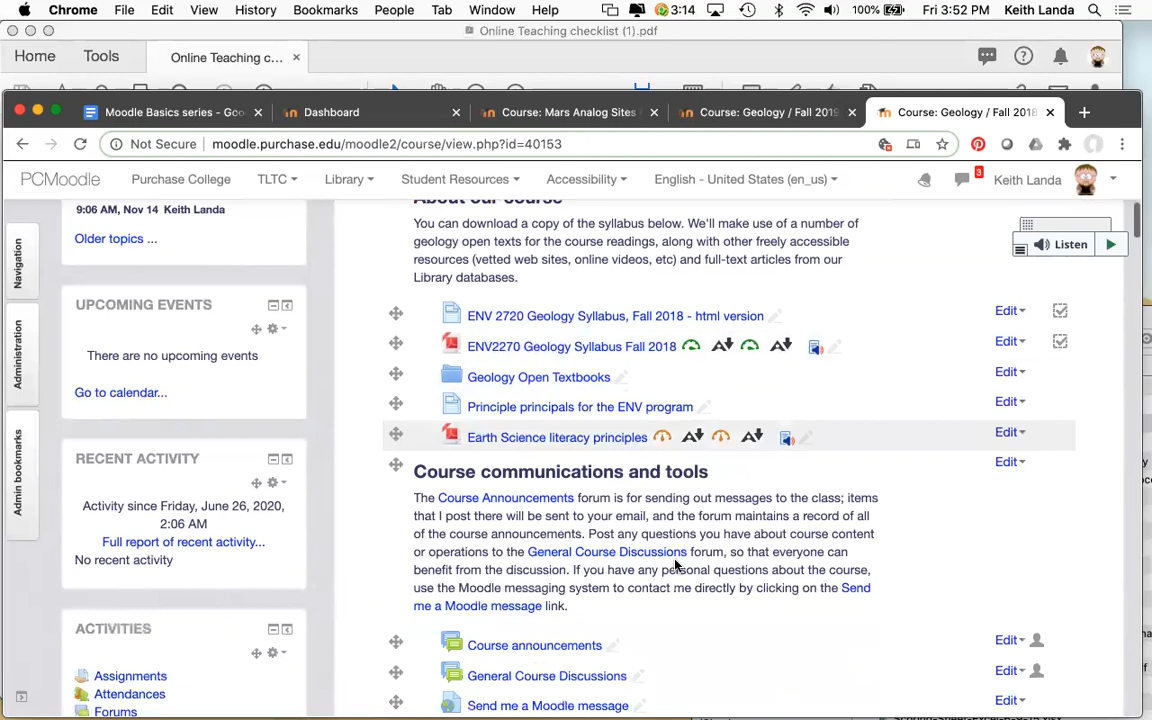 Chrome File Edit View History Bookmarks People Tab Window Help 3:14 100% Fri 3:52 PM Keith Landa
Online Teaching checklist (1).pdf
Home Tools Online Teaching c... ×
Moodle Basics series - Goo × Dashboard × Course: Mars Analog Sites × Course: Geology / Fall 2019 × Course: Geology / Fall 2018 × +
Not Secure moodle.purchase.edu/moodle2/course/view.php?id=40153
PCMoodle Purchase College TLTC Library Student Resources Accessibility English - United States (en_us) 3 Keith Landa
Navigation
Administration
Admin bookmarks
9:06 AM, Nov 14 Keith Landa
Older topics ...
UPCOMING EVENTS
There are no upcoming events
Go to calendar...
RECENT ACTIVITY
Activity since Friday, June 26, 2020,
2:06 AM
Full report of recent activity...
No recent activity
ACTIVITIES
Assignments
Attendances
Forums
About our course
You can download a copy of the syllabus below. We'll make use of a number of
geology open texts for the course readings, along with other freely accessible
resources (vetted web sites, online videos, etc) and full-text articles from our
Library databases.
Listen
ENV 2720 Geology Syllabus, Fall 2018 - html version Edit
ENV2270 Geology Syllabus Fall 2018 Edit
Geology Open Textbooks Edit
Principle principals for the ENV program Edit
Earth Science literacy principles Edit
Course communications and tools Edit
The Course Announcements forum is for sending out messages to the class; items
that I post there will be sent to your email, and the forum maintains a record of all
of the course announcements. Post any questions you have about course content
or operations to the General Course Discussions forum, so that everyone can
benefit from the discussion. If you have any personal questions about the course,
use the Moodle messaging system to contact me directly by clicking on the Send
me a Moodle message link.
Course announcements Edit
General Course Discussions Edit
Send me a Moodle message Edit